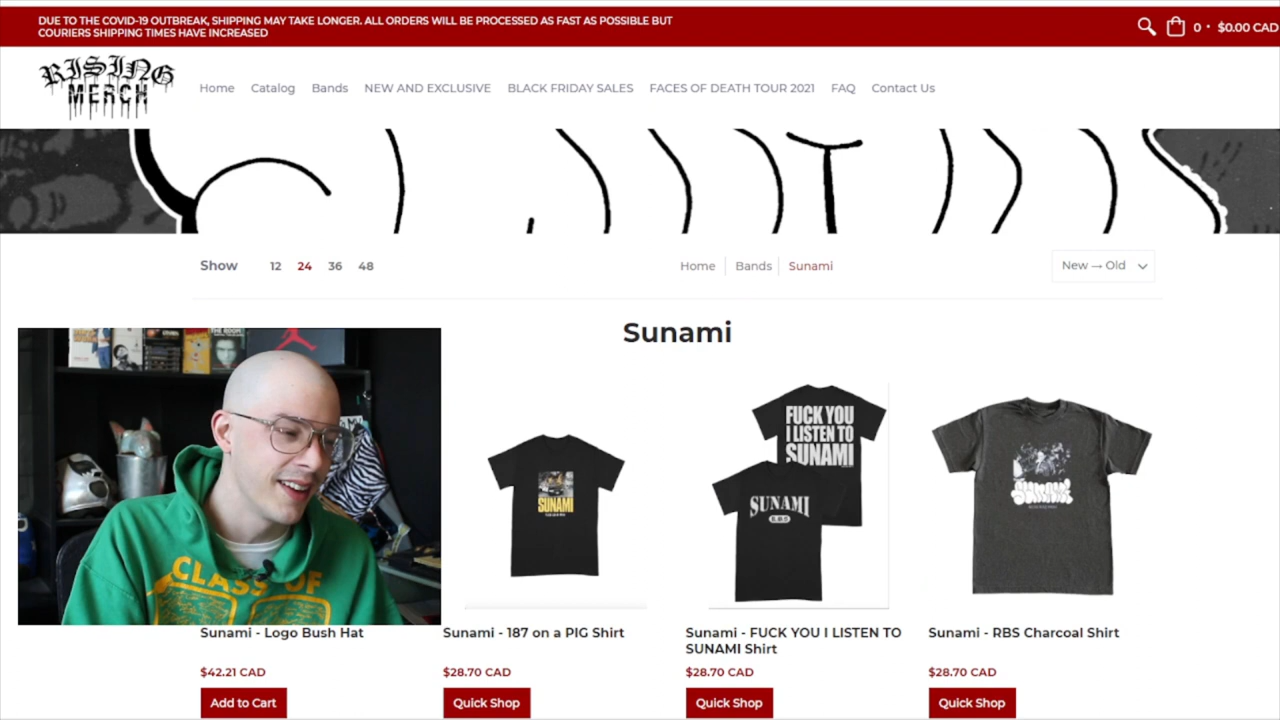 DUE TO THE COVID-19 OUTBREAK, SHIPPING MAY TAKE LONGER. ALL ORDERS WILL BE PROCESSED AS FAST AS POSSIBLE BUT
COURIERS SHIPPING TIMES HAVE INCREASED
0 · $0.00 CAD
RISING
MERCH
Home Catalog Bands NEW AND EXCLUSIVE BLACK FRIDAY SALES FACES OF DEATH TOUR 2021 FAQ Contact Us
Show 12 24 36 48
Home Bands Sunami
New → Old
Sunami
CLASS OF
SUNAMI
FUCK YOU
I LISTEN TO
SUNAMI
SUNAMI
SUNAMI
Sunami - Logo Bush Hat
Sunami - 187 on a PIG Shirt
Sunami - FUCK YOU I LISTEN TO
SUNAMI Shirt
Sunami - RBS Charcoal Shirt
$42.21 CAD
$28.70 CAD
$28.70 CAD
$28.70 CAD
Add to Cart
Quick Shop
Quick Shop
Quick Shop